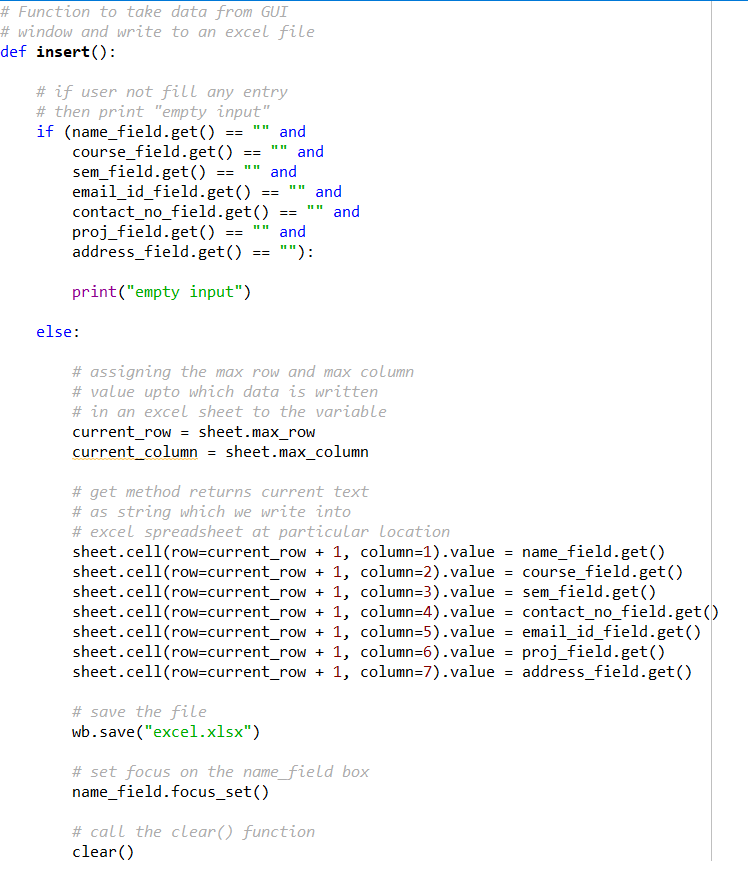 # Function to take data from GUI
# window and write to an excel file
def insert():

    # if user not fill any entry
    # then print "empty input"
    if (name_field.get() == "" and
        course_field.get() == "" and
        sem_field.get() == "" and
        email_id_field.get() == "" and
        contact_no_field.get() == "" and
        proj_field.get() == "" and
        address_field.get() == ""):

        print("empty input")

    else:

        # assigning the max row and max column
        # value upto which data is written
        # in an excel sheet to the variable
        current_row = sheet.max_row
        current_column = sheet.max_column

        # get method returns current text
        # as string which we write into
        # excel spreadsheet at particular location
        sheet.cell(row=current_row + 1, column=1).value = name_field.get()
        sheet.cell(row=current_row + 1, column=2).value = course_field.get()
        sheet.cell(row=current_row + 1, column=3).value = sem_field.get()
        sheet.cell(row=current_row + 1, column=4).value = contact_no_field.get()
        sheet.cell(row=current_row + 1, column=5).value = email_id_field.get()
        sheet.cell(row=current_row + 1, column=6).value = proj_field.get()
        sheet.cell(row=current_row + 1, column=7).value = address_field.get()

        # save the file
        wb.save("excel.xlsx")

        # set focus on the name_field box
        name_field.focus_set()

        # call the clear() function
        clear()